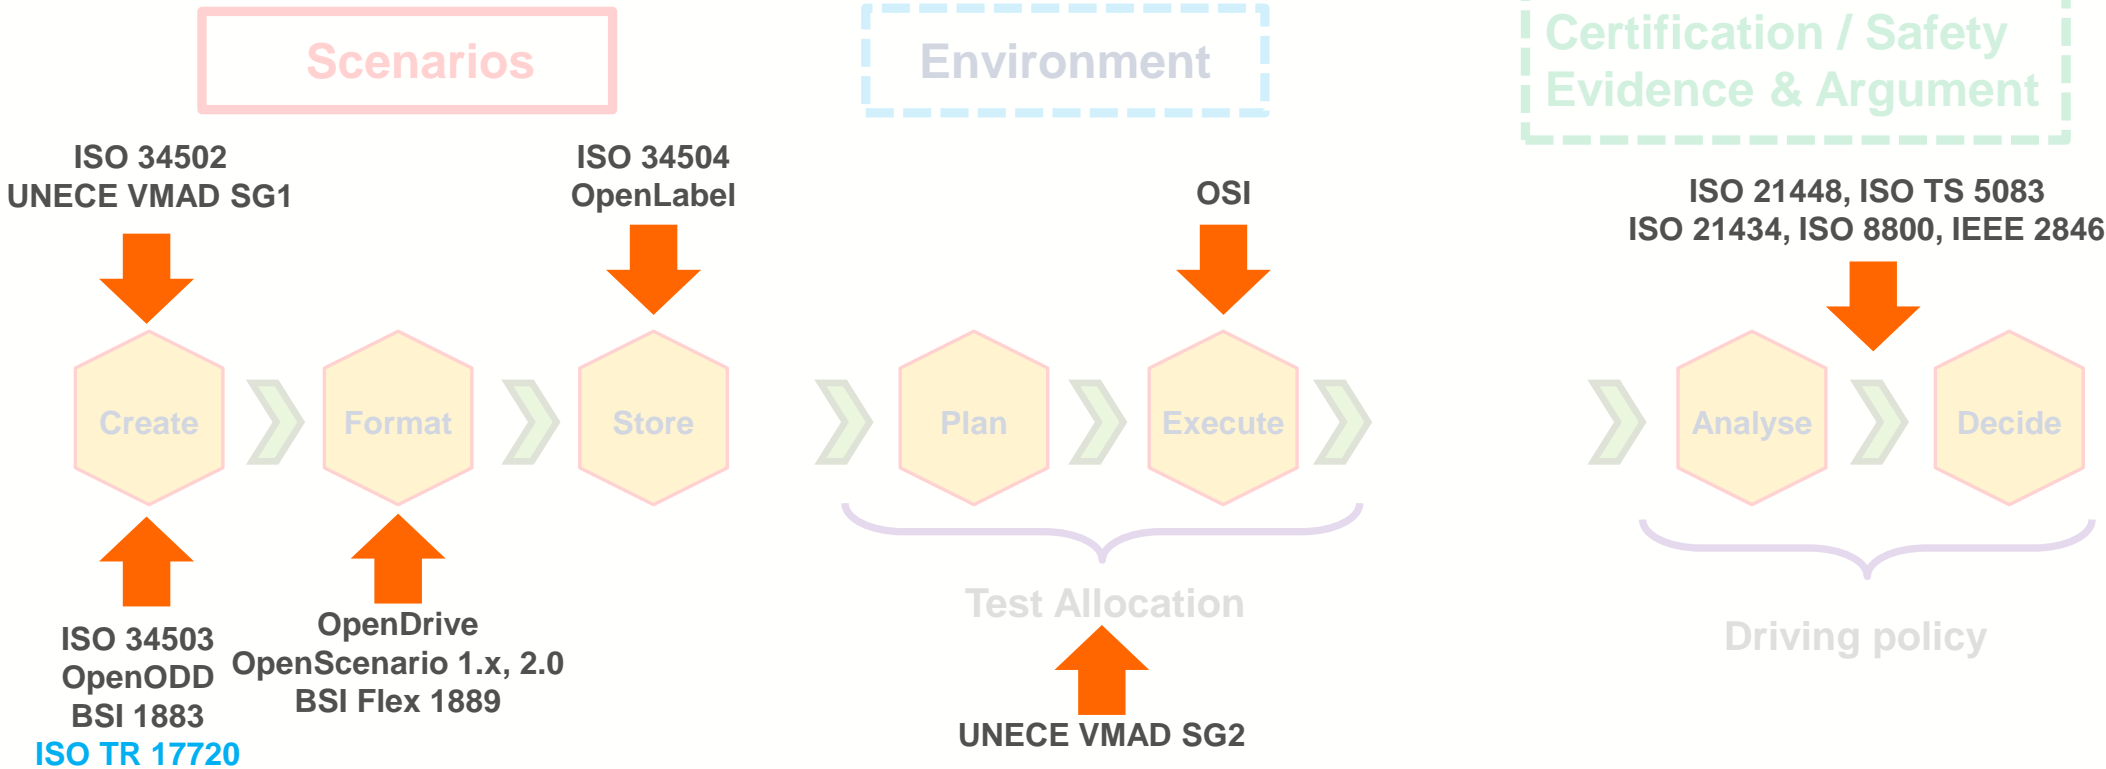 Scenarios
Environment
Certification / Safety
Evidence & Argument
ISO 34502
UNECE VMAD SG1
ISO 34504
OpenLabel
OSI
ISO 21448, ISO TS 5083
ISO 21434, ISO 8800, IEEE 2846
Create
Format
Store
Plan
Execute
Analyse
Decide
ISO 34503
OpenODD
BSI 1883
ISO TR 17720
OpenDrive
OpenScenario 1.x, 2.0
BSI Flex 1889
Test Allocation
UNECE VMAD SG2
Driving policy